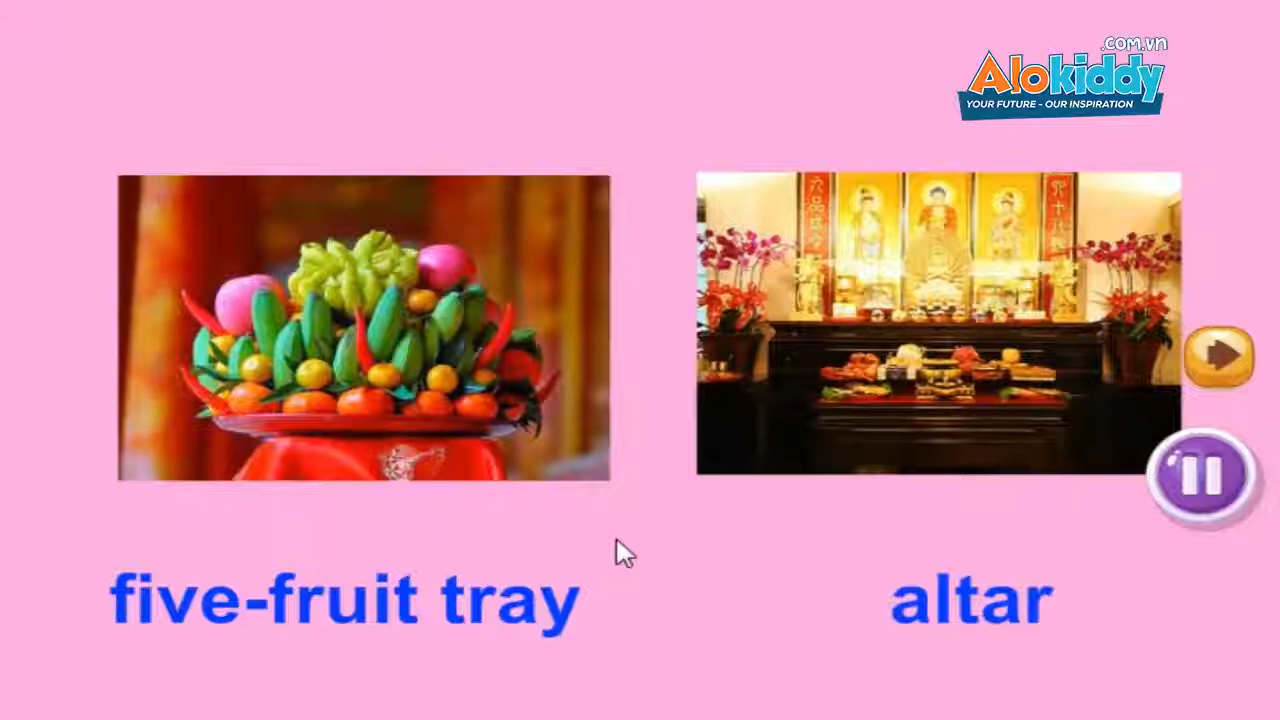 .com.vn
Alokiddy
YOUR FUTURE - OUR INSPIRATION
five-fruit tray
altar